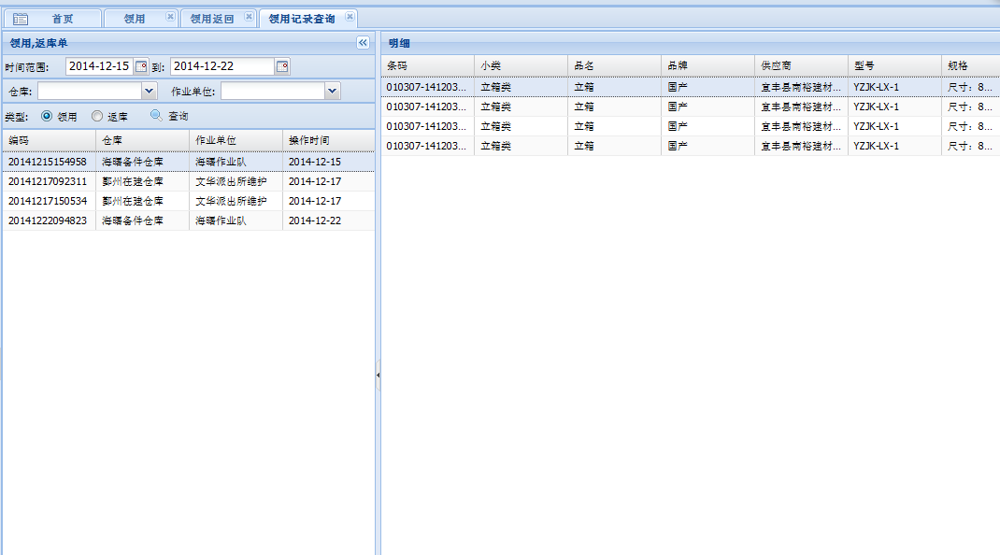 首页 领用 领用返回 领用记录查询
领用,返库单
时间范围: 2014-12-15 到: 2014-12-22
仓库: 作业单位:
类型: 领用 返库 查询
编码 仓库 作业单位 操作时间
20141215154958 海曙备件仓库 海曙作业队 2014-12-15
20141217092311 鄞州在建仓库 文华派出所维护 2014-12-17
20141217150534 鄞州在建仓库 文华派出所维护 2014-12-17
20141222094823 海曙备件仓库 海曙作业队 2014-12-22
明细
条码 小类 品名 品牌 供应商 型号 规格
010307-141203... 立箱类 立箱 国产 宜丰县南裕建材... YZJK-LX-1 尺寸：8...
010307-141203... 立箱类 立箱 国产 宜丰县南裕建材... YZJK-LX-1 尺寸：8...
010307-141203... 立箱类 立箱 国产 宜丰县南裕建材... YZJK-LX-1 尺寸：8...
010307-141203... 立箱类 立箱 国产 宜丰县南裕建材... YZJK-LX-1 尺寸：8...